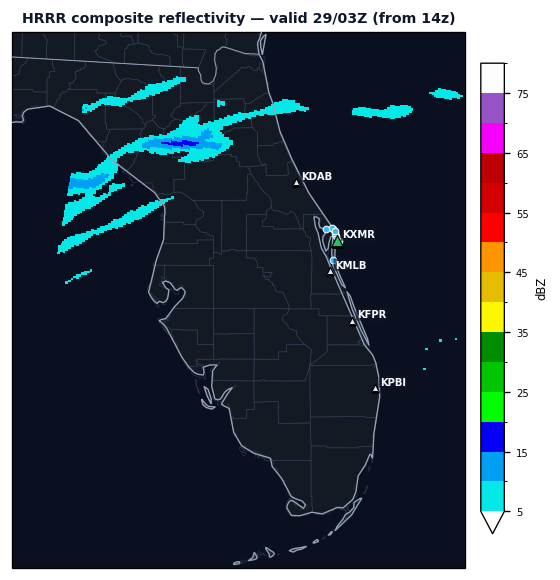 HRRR composite reflectivity — valid 29/03Z (from 14z)
KDAB
KXMR
KMLB
KFPR
KPBI
75
65
55
45
35
25
15
5
dBZ